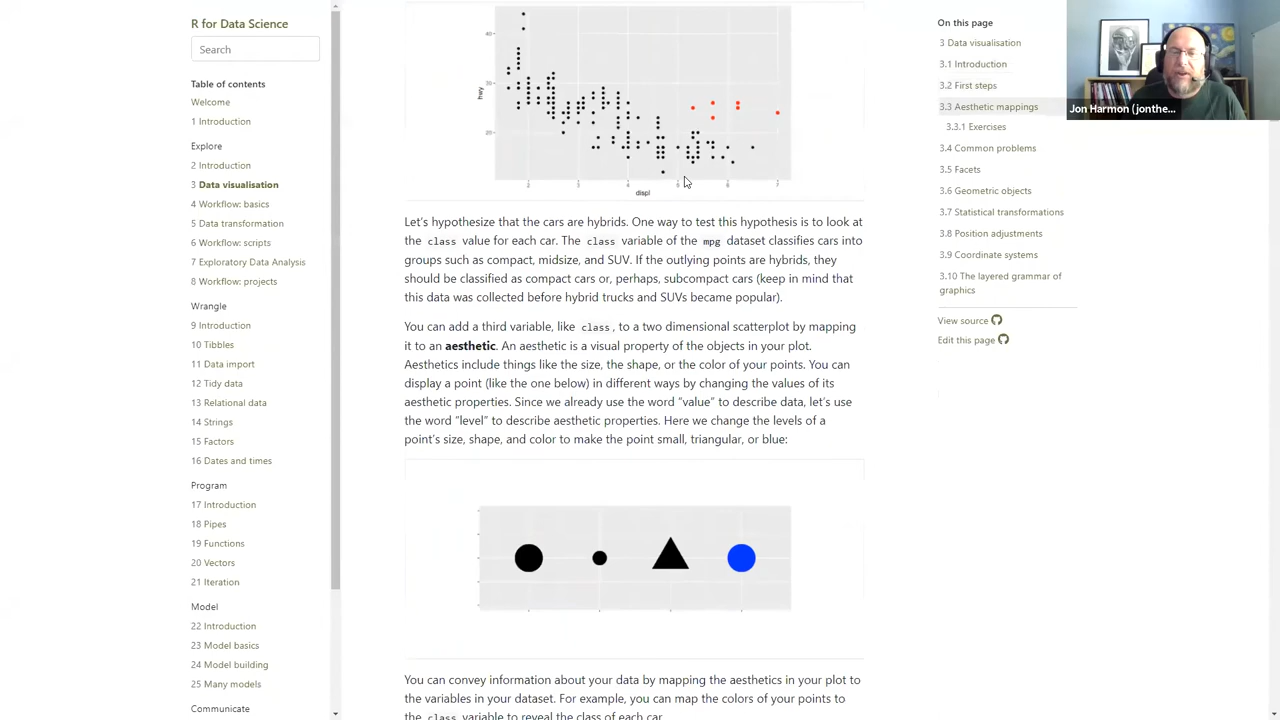 R for Data Science
Search
Table of contents
Welcome
1 Introduction
Explore
2 Introduction
3 Data visualisation
4 Workflow: basics
5 Data transformation
6 Workflow: scripts
7 Exploratory Data Analysis
8 Workflow: projects
Wrangle
9 Introduction
10 Tibbles
11 Data import
12 Tidy data
13 Relational data
14 Strings
15 Factors
16 Dates and times
Program
17 Introduction
18 Pipes
19 Functions
20 Vectors
21 Iteration
Model
22 Introduction
23 Model basics
24 Model building
25 Many models
Communicate
40
30
20
hwy
2
3
4
5
6
7
displ
Let's hypothesize that the cars are hybrids. One way to test this hypothesis is to look at
the class value for each car. The class variable of the mpg dataset classifies cars into
groups such as compact, midsize, and SUV. If the outlying points are hybrids, they
should be classified as compact cars or, perhaps, subcompact cars (keep in mind that
this data was collected before hybrid trucks and SUVs became popular).
You can add a third variable, like class, to a two dimensional scatterplot by mapping
it to an aesthetic. An aesthetic is a visual property of the objects in your plot.
Aesthetics include things like the size, the shape, or the color of your points. You can
display a point (like the one below) in different ways by changing the values of its
aesthetic properties. Since we already use the word “value” to describe data, let's use
the word “level” to describe aesthetic properties. Here we change the levels of a
point's size, shape, and color to make the point small, triangular, or blue:
You can convey information about your data by mapping the aesthetics in your plot to
the variables in your dataset. For example, you can map the colors of your points to
the class variable to reveal the class of each car.
On this page
3 Data visualisation
3.1 Introduction
3.2 First steps
3.3 Aesthetic mappings
3.3.1 Exercises
3.4 Common problems
3.5 Facets
3.6 Geometric objects
3.7 Statistical transformations
3.8 Position adjustments
3.9 Coordinate systems
3.10 The layered grammar of
graphics
View source
Edit this page
Jon Harmon (jonthe...